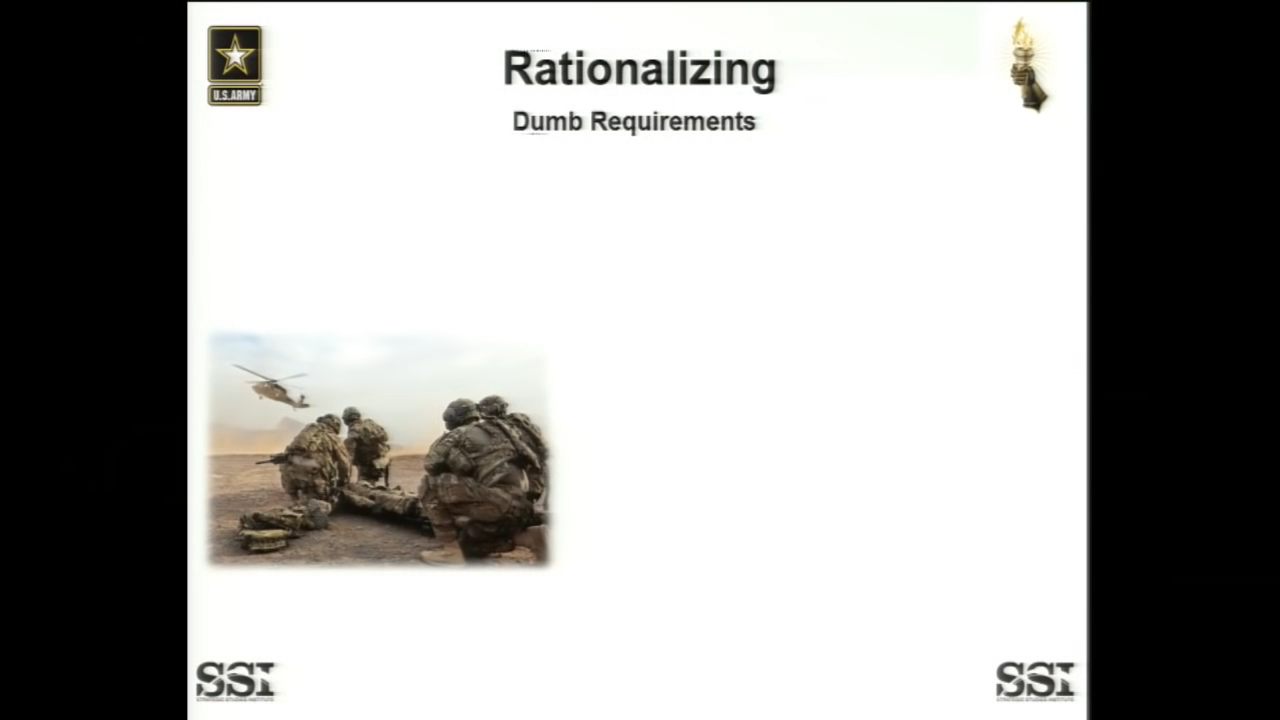 Rationalizing
Dumb Requirements
U.S.ARMY
SSI
SSI